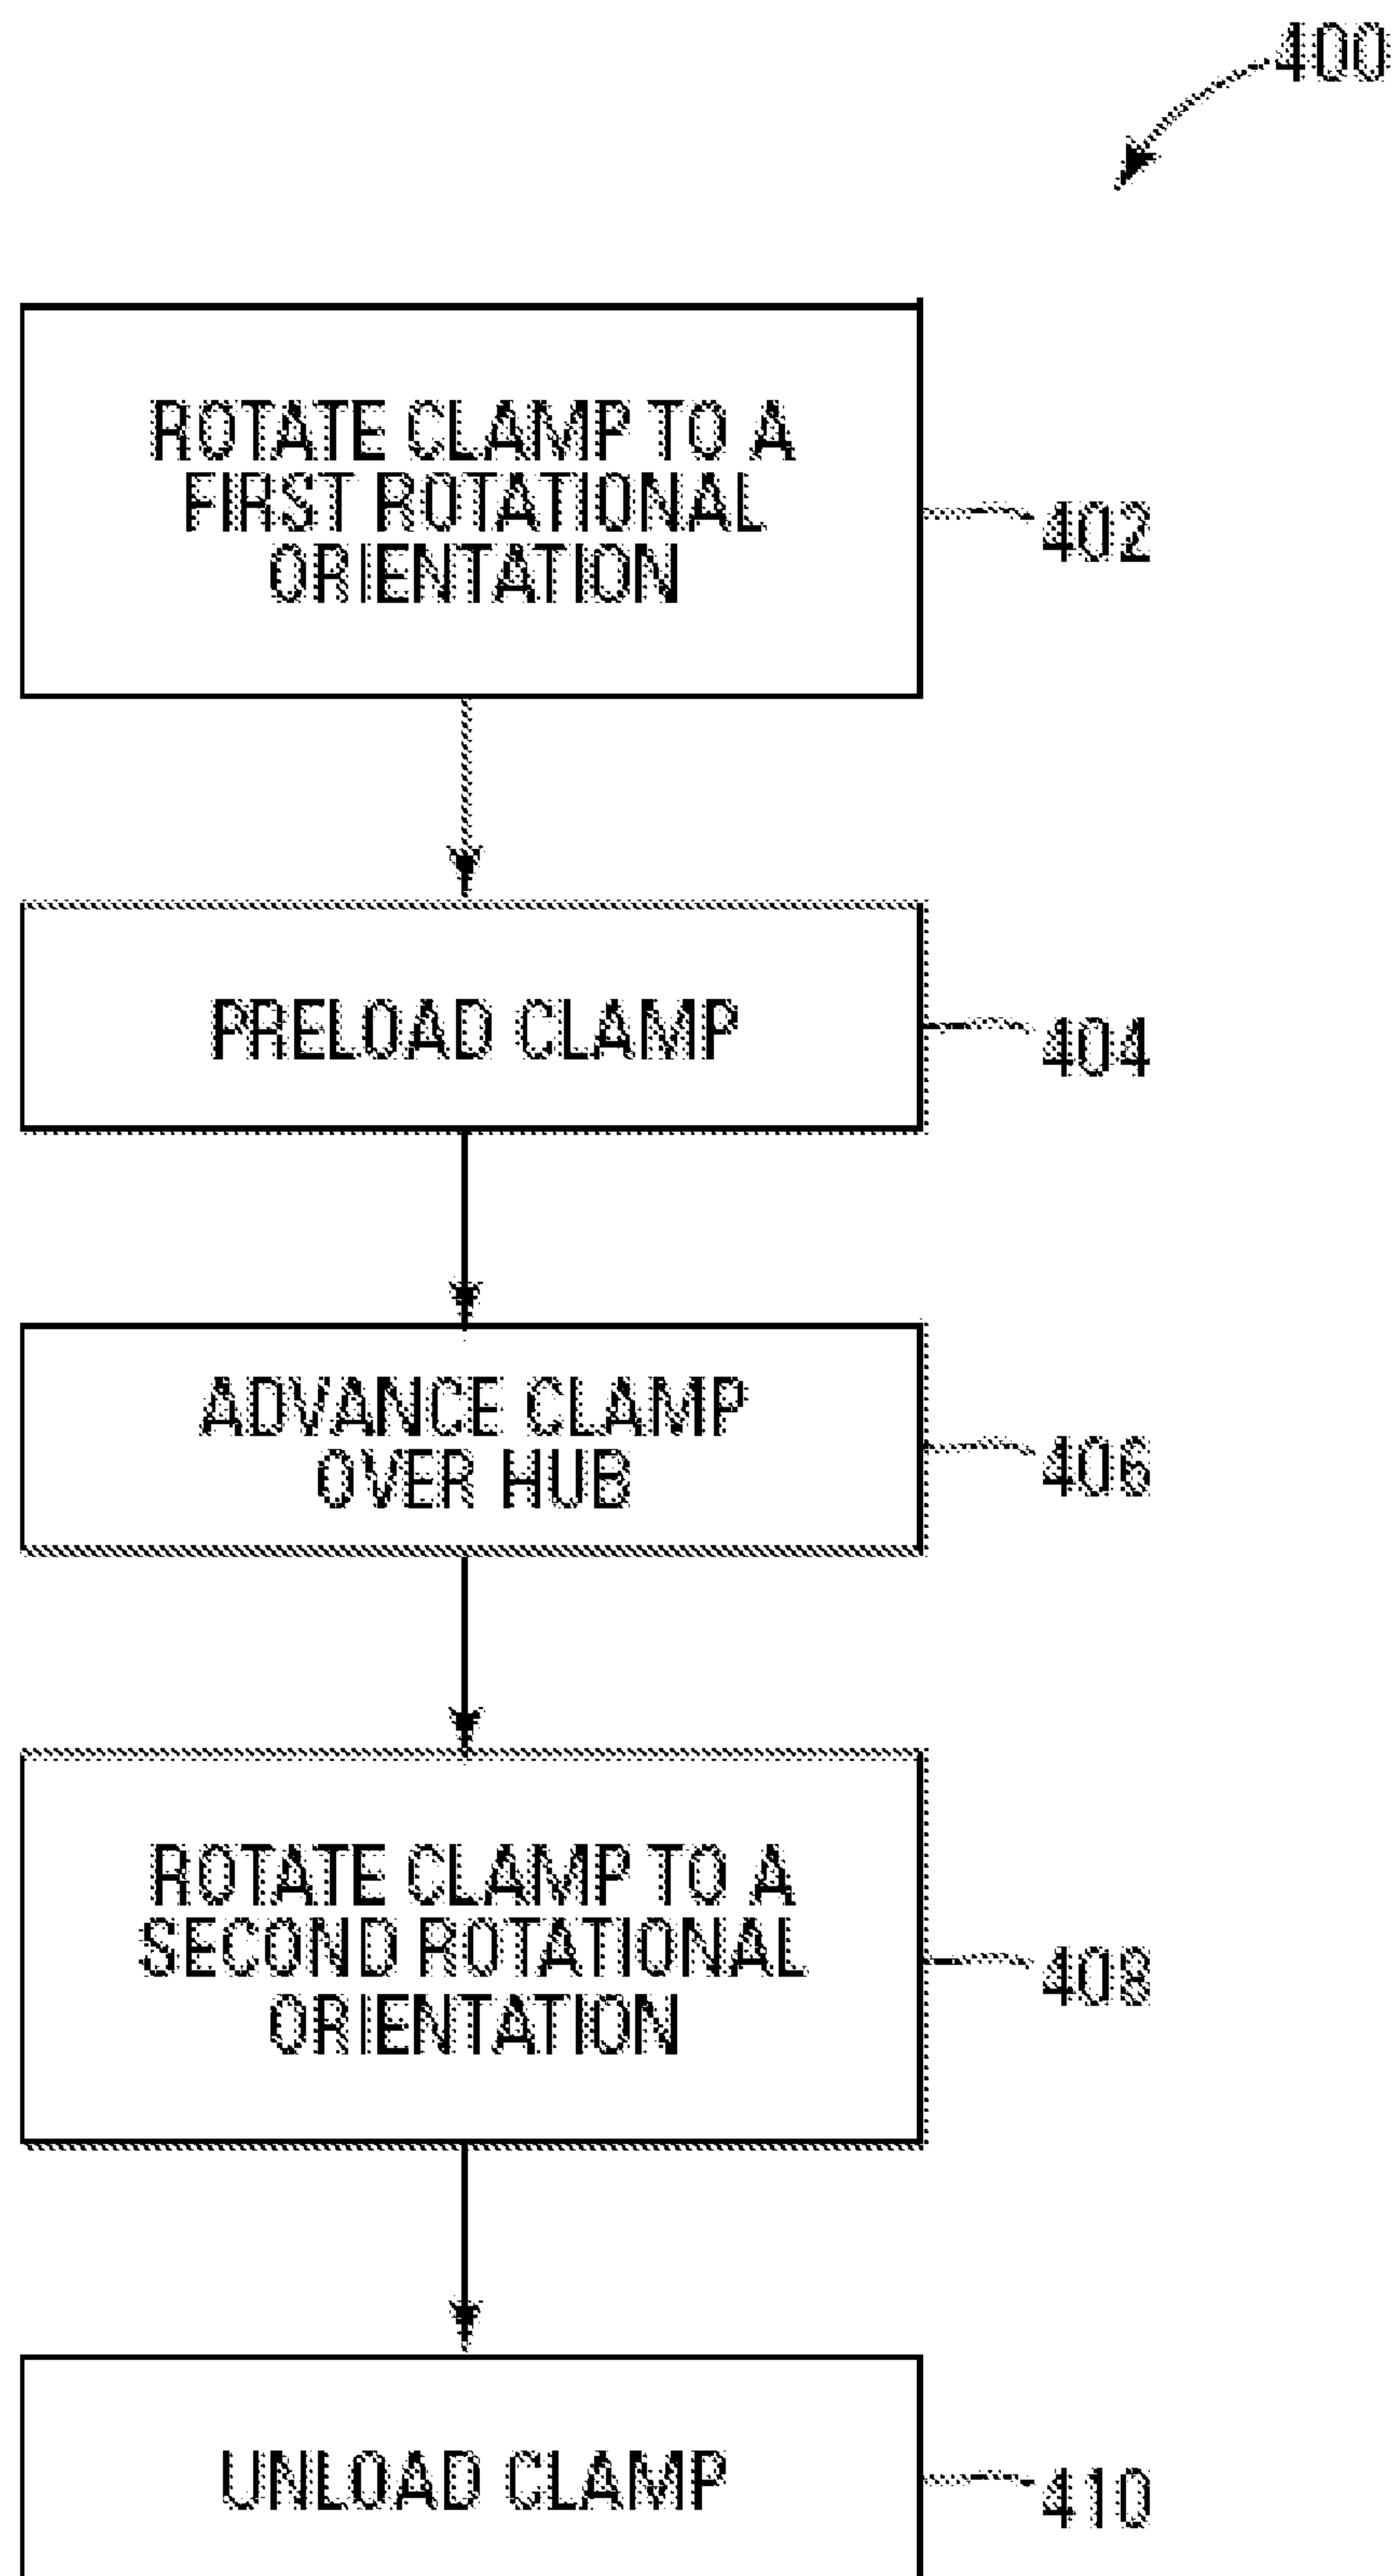 400
ROTATE CLAMP TO A
FIRST ROTATIONAL
ORIENTATION
402
PRELOAD CLAMP
404
ADVANCE CLAMP
OVER HUB
406
ROTATE CLAMP TO A
SECOND ROTATIONAL
ORIENTATION
408
UNLOAD CLAMP
410